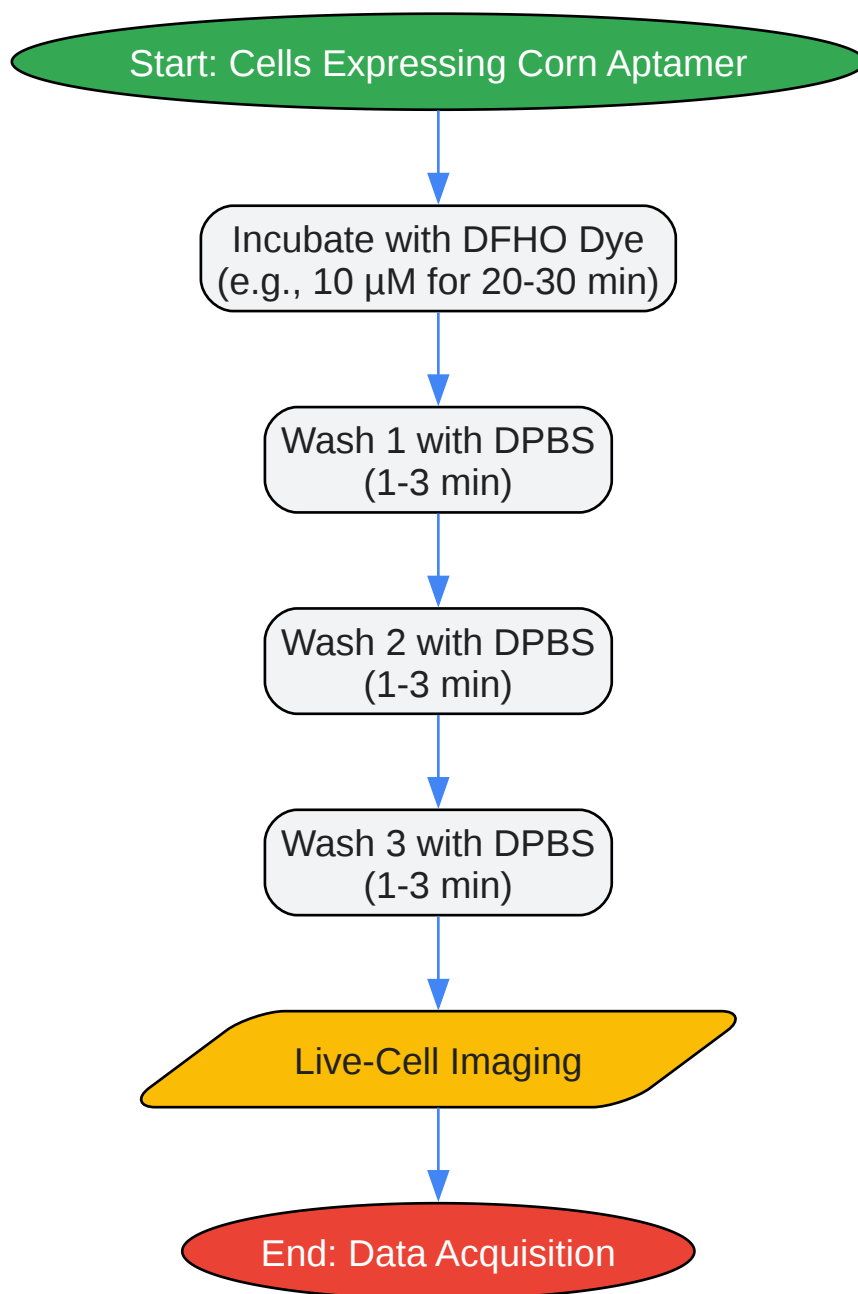 Start: Cells Expressing Corn Aptamer
Incubate with DFHO Dye
(e.g., 10 µM for 20-30 min)
Wash 1 with DPBS
(1-3 min)
Wash 2 with DPBS
(1-3 min)
Wash 3 with DPBS
(1-3 min)
Live-Cell Imaging
End: Data Acquisition